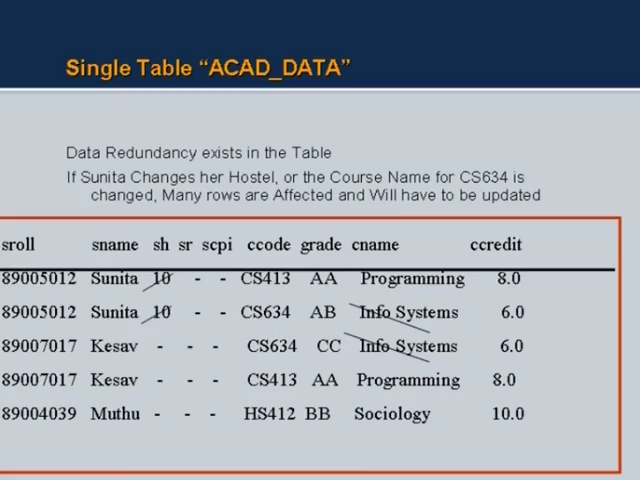 Single Table “ACAD_DATA”
Data Redundancy exists in the Table
If Sunita Changes her Hostel, or the Course Name for CS634 is
changed, Many rows are Affected and Will have to be updated
sroll sname sh sr scpi ccode grade cname ccredit
89005012 Sunita 10 - - CS413 AA Programming 8.0
89005012 Sunita 10 - - CS634 AB Info Systems 6.0
89007017 Kesav - - - CS634 CC Info Systems 6.0
89007017 Kesav - - - CS413 AA Programming 8.0
89004039 Muthu - - - HS412 BB Sociology 10.0